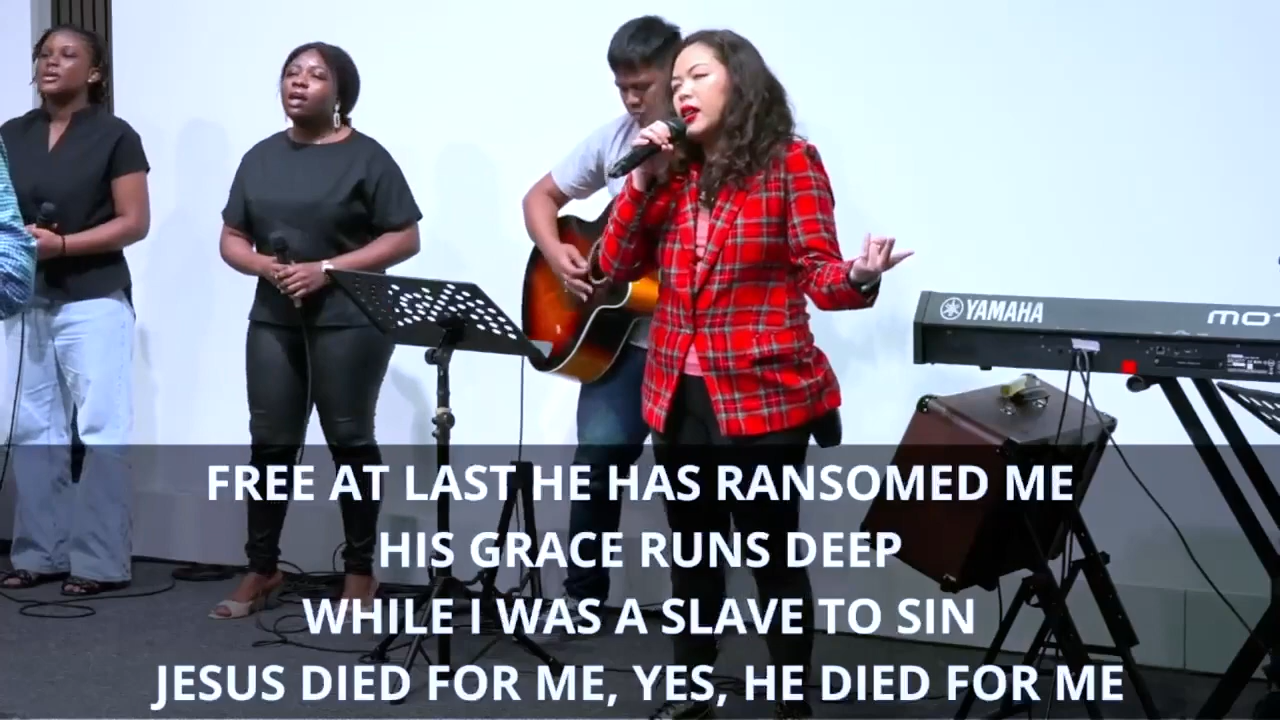 YAMAHA
FREE AT LAST HE HAS RANSOMED ME
HIS GRACE RUNS DEEP
WHILE I WAS A SLAVE TO SIN
JESUS DIED FOR ME, YES, HE DIED FOR ME